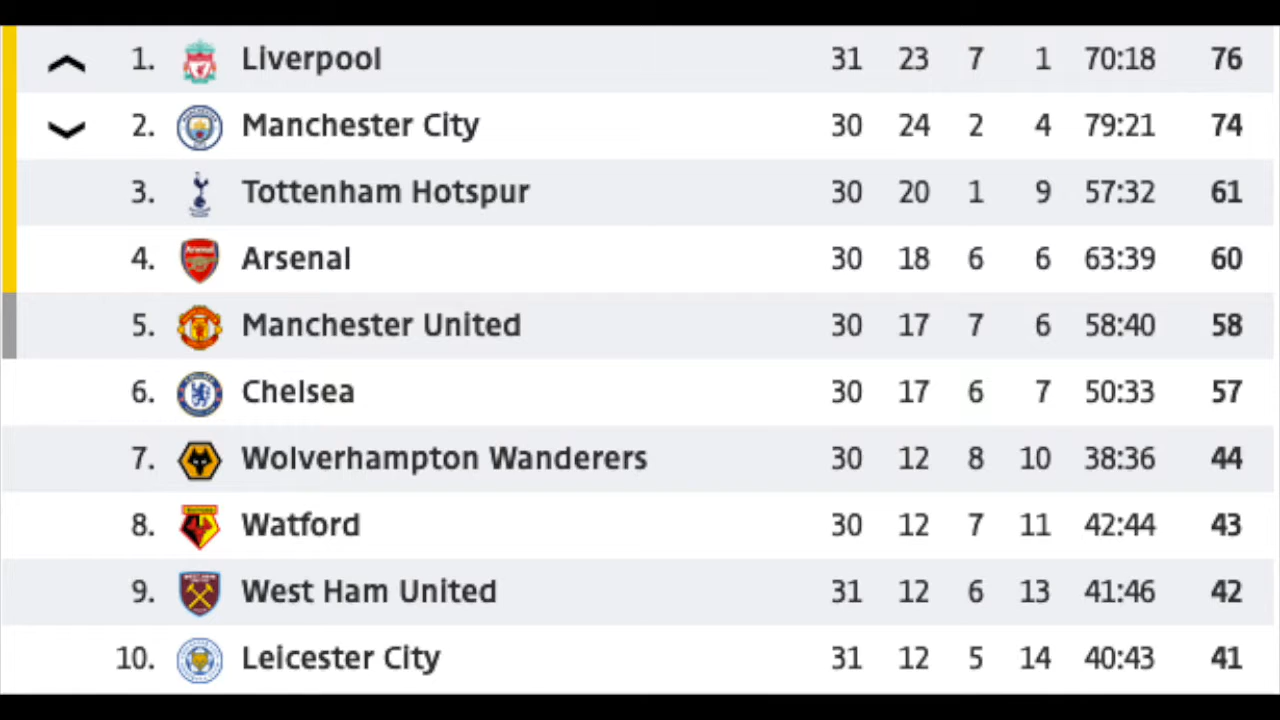 1. Liverpool 31 23 7 1 70:18 76
2. Manchester City 30 24 2 4 79:21 74
3. Tottenham Hotspur 30 20 1 9 57:32 61
4. Arsenal 30 18 6 6 63:39 60
5. Manchester United 30 17 7 6 58:40 58
6. Chelsea 30 17 6 7 50:33 57
7. Wolverhampton Wanderers 30 12 8 10 38:36 44
8. Watford 30 12 7 11 42:44 43
9. West Ham United 31 12 6 13 41:46 42
10. Leicester City 31 12 5 14 40:43 41